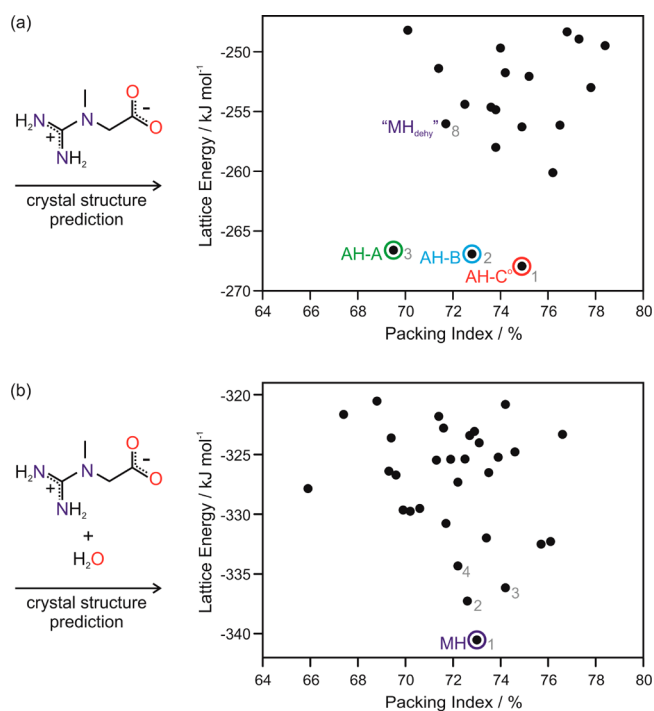 (a)
O
−
O
H₂N
N
+
NH₂
crystal structure
prediction
Lattice Energy / kJ mol⁻¹
-250
-255
-260
-265
-270
"MH_dehy"
8
AH-A
3
AH-B
2
AH-C°
1
64 66 68 70 72 74 76 78 80
Packing Index / %
(b)
O
−
O
H₂N
N
+
NH₂
+
H₂O
crystal structure
prediction
Lattice Energy / kJ mol⁻¹
-320
-325
-330
-335
-340
4
3
2
MH
1
64 66 68 70 72 74 76 78 80
Packing Index / %